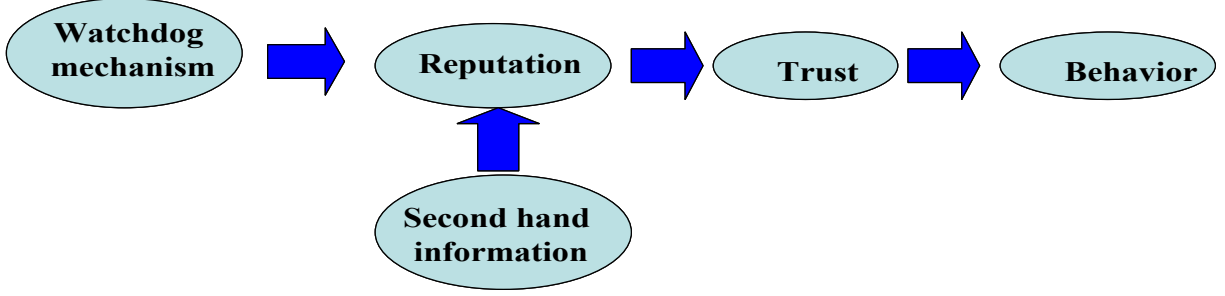 Watchdog
mechanism
Reputation
Trust
Behavior
Second hand
information